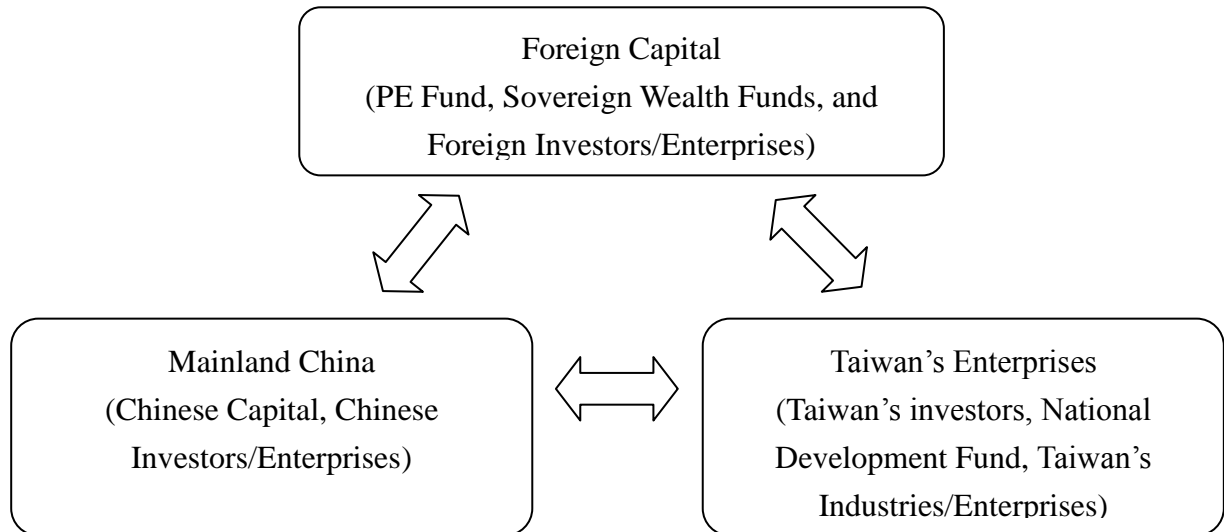 Foreign Capital
(PE Fund, Sovereign Wealth Funds, and
Foreign Investors/Enterprises)
Mainland China
(Chinese Capital, Chinese
Investors/Enterprises)
Taiwan’s Enterprises
(Taiwan’s investors, National
Development Fund, Taiwan’s
Industries/Enterprises)